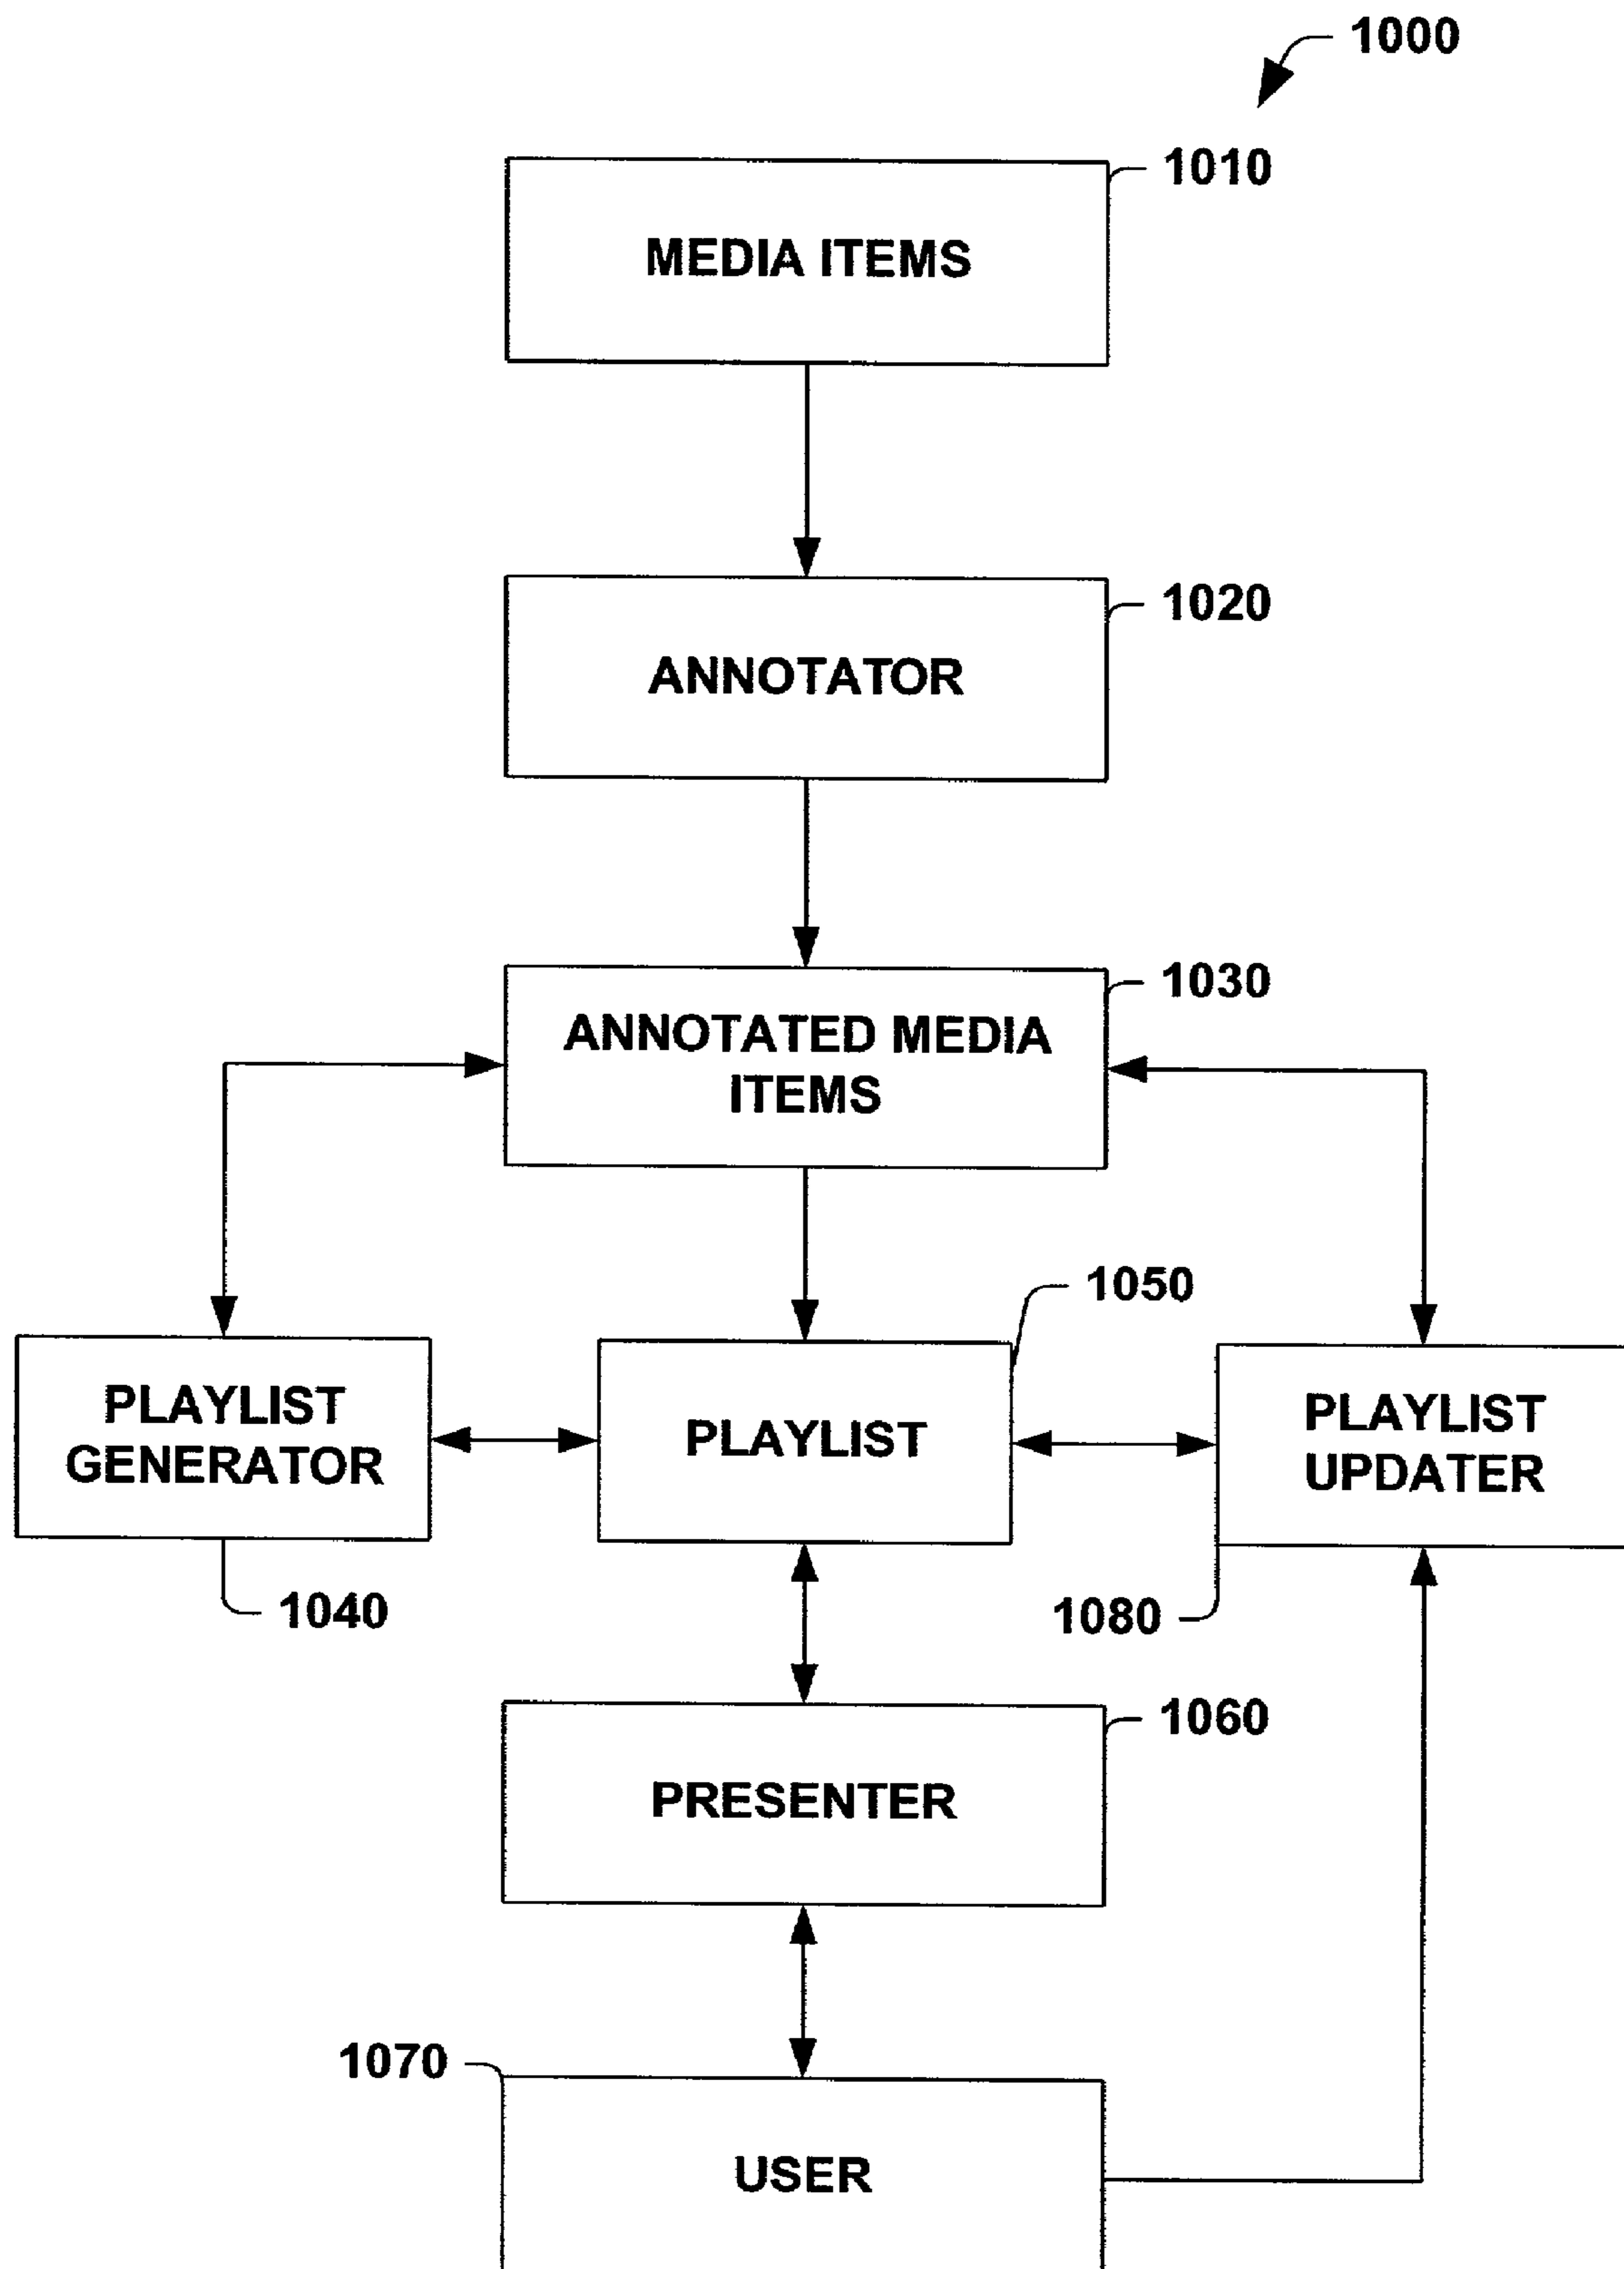 1000
1010
MEDIA ITEMS
1020
ANNOTATOR
1030
ANNOTATED MEDIA
ITEMS
1050
PLAYLIST
GENERATOR
PLAYLIST
PLAYLIST
UPDATER
1040
1080
1060
PRESENTER
1070
USER